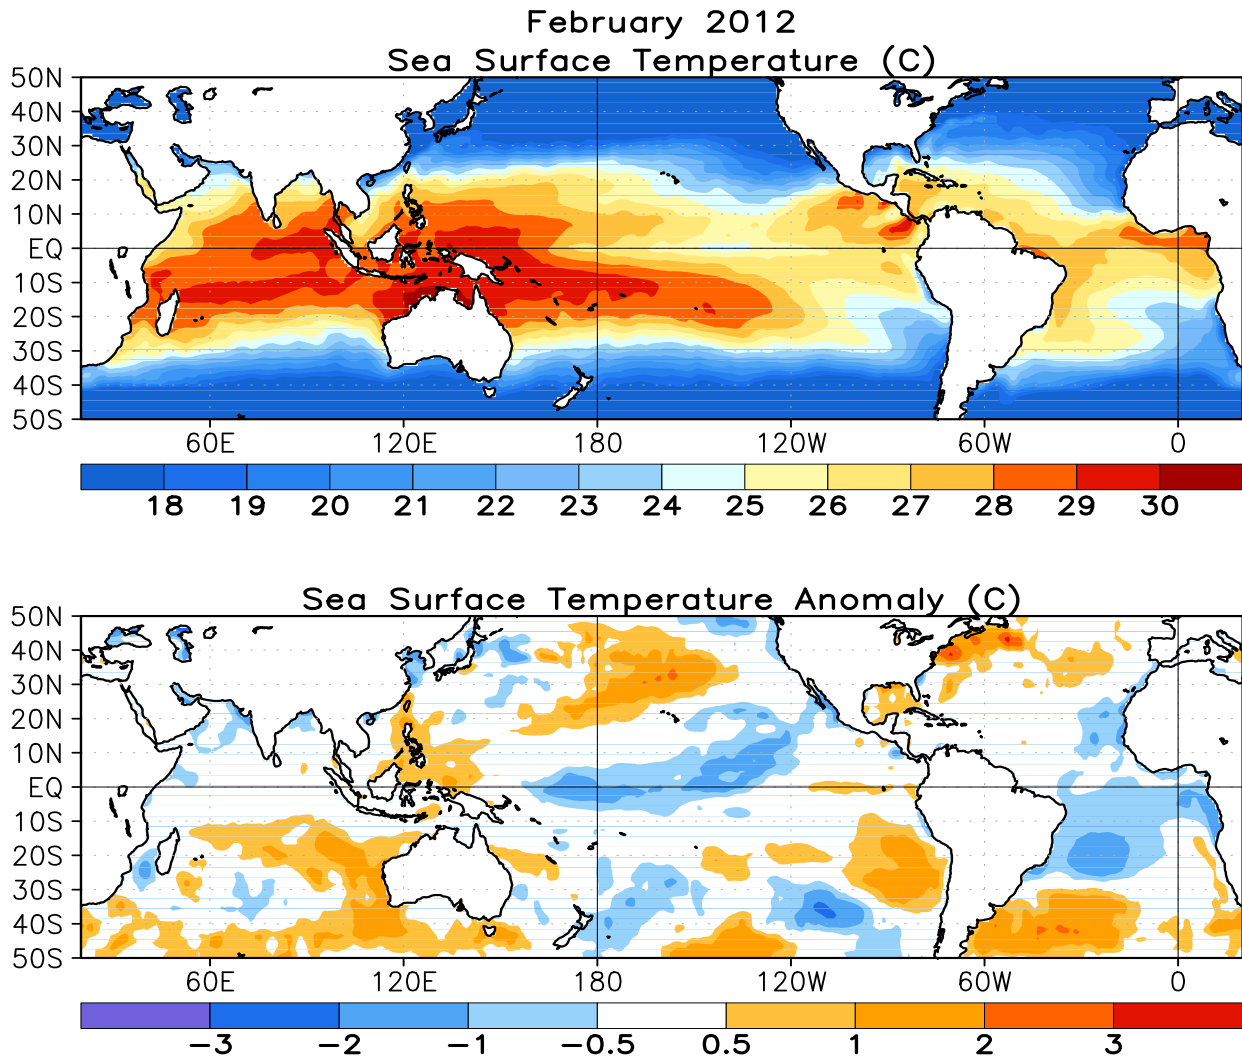 February 2012
Sea Surface Temperature (C)
50N
40N
30N
20N
10N
EQ
10S
20S
30S
40S
50S
60E 120E 180 120W 60W 0
18 19 20 21 22 23 24 25 26 27 28 29 30
Sea Surface Temperature Anomaly (C)
50N
40N
30N
20N
10N
EQ
10S
20S
30S
40S
50S
60E 120E 180 120W 60W 0
−3 −2 −1 −0.5 0.5 1 2 3